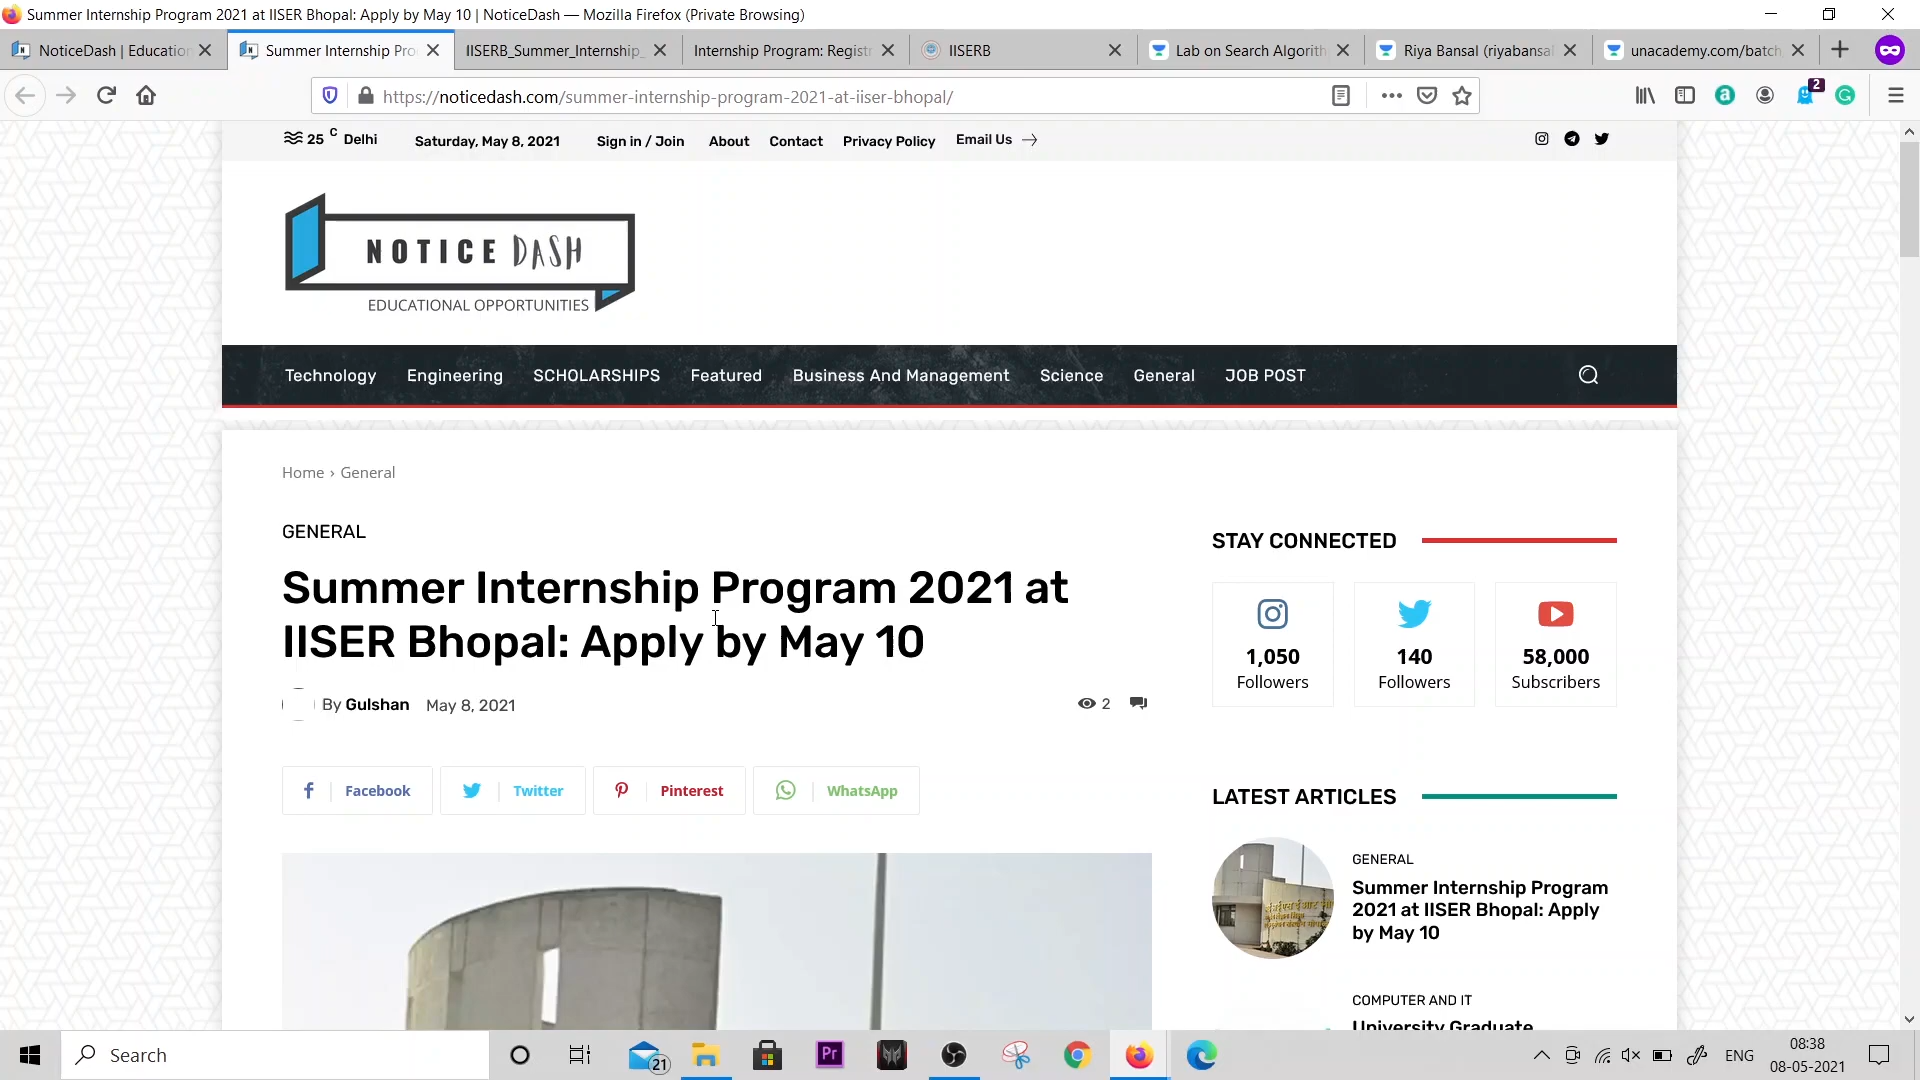 Summer Internship Program 2021 at IISER Bhopal: Apply by May 10 | NoticeDash — Mozilla Firefox (Private Browsing)
NoticeDash | Education
Summer Internship Pro
IISERB_Summer_Internship_
Internship Program: Registr
IISERB
Lab on Search Algorith
Riya Bansal (riyabansal
unacademy.com/batch
https://noticedash.com/summer-internship-program-2021-at-iiser-bhopal/
2
25 C Delhi
Saturday, May 8, 2021
Sign in / Join
About
Contact
Privacy Policy
Email Us
NOTICE DASH
EDUCATIONAL OPPORTUNITIES
Technology
Engineering
SCHOLARSHIPS
Featured
Business And Management
Science
General
JOB POST
Home › General
GENERAL
Summer Internship Program 2021 at
IISER Bhopal: Apply by May 10
By Gulshan May 8, 2021
2
Facebook
Twitter
Pinterest
WhatsApp
STAY CONNECTED
1,050
Followers
140
Followers
58,000
Subscribers
LATEST ARTICLES
GENERAL
Summer Internship Program
2021 at IISER Bhopal: Apply
by May 10
COMPUTER AND IT
University Graduate
Search
21
Pr
ENG
08:38
08-05-2021